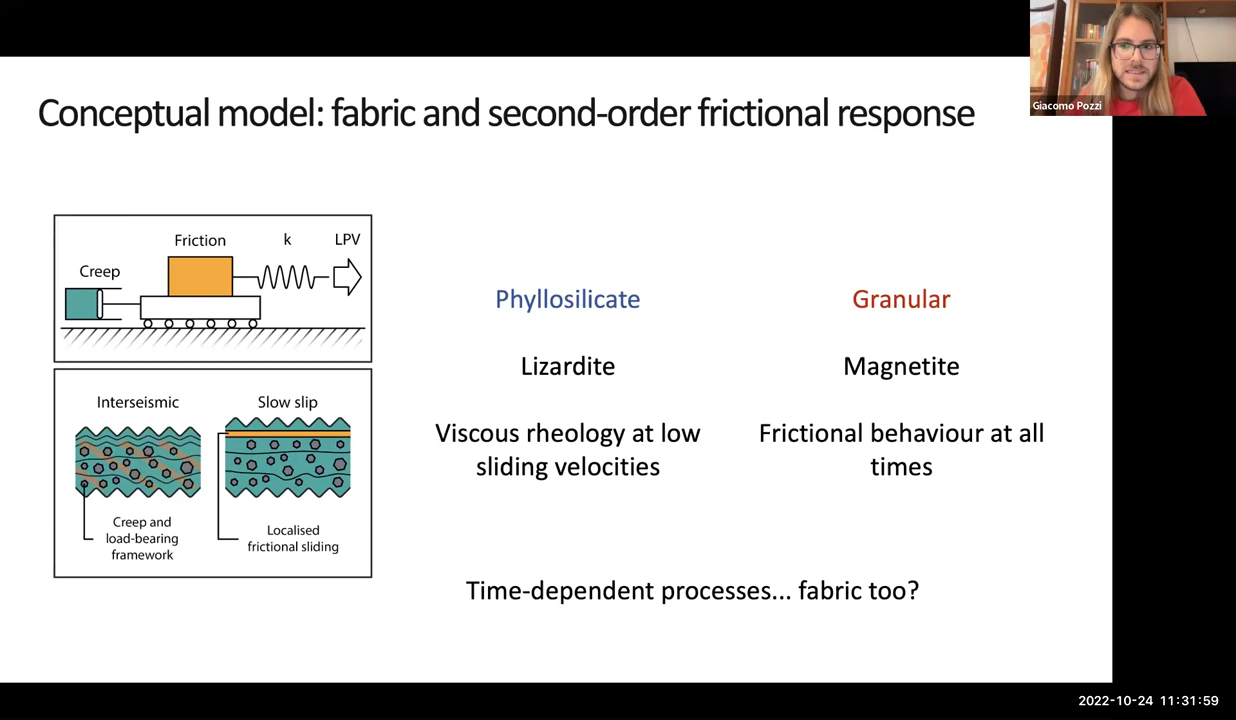 Giacomo Pozzi
Conceptual model: fabric and second-order frictional response
Friction
k
LPV
Creep
Interseismic
Slow slip
Creep and
load-bearing
framework
Localised
frictional sliding
Phyllosilicate
Granular
Lizardite
Magnetite
Viscous rheology at low
sliding velocities
Frictional behaviour at all
times
Time-dependent processes... fabric too?
2022-10-24 11:31:59